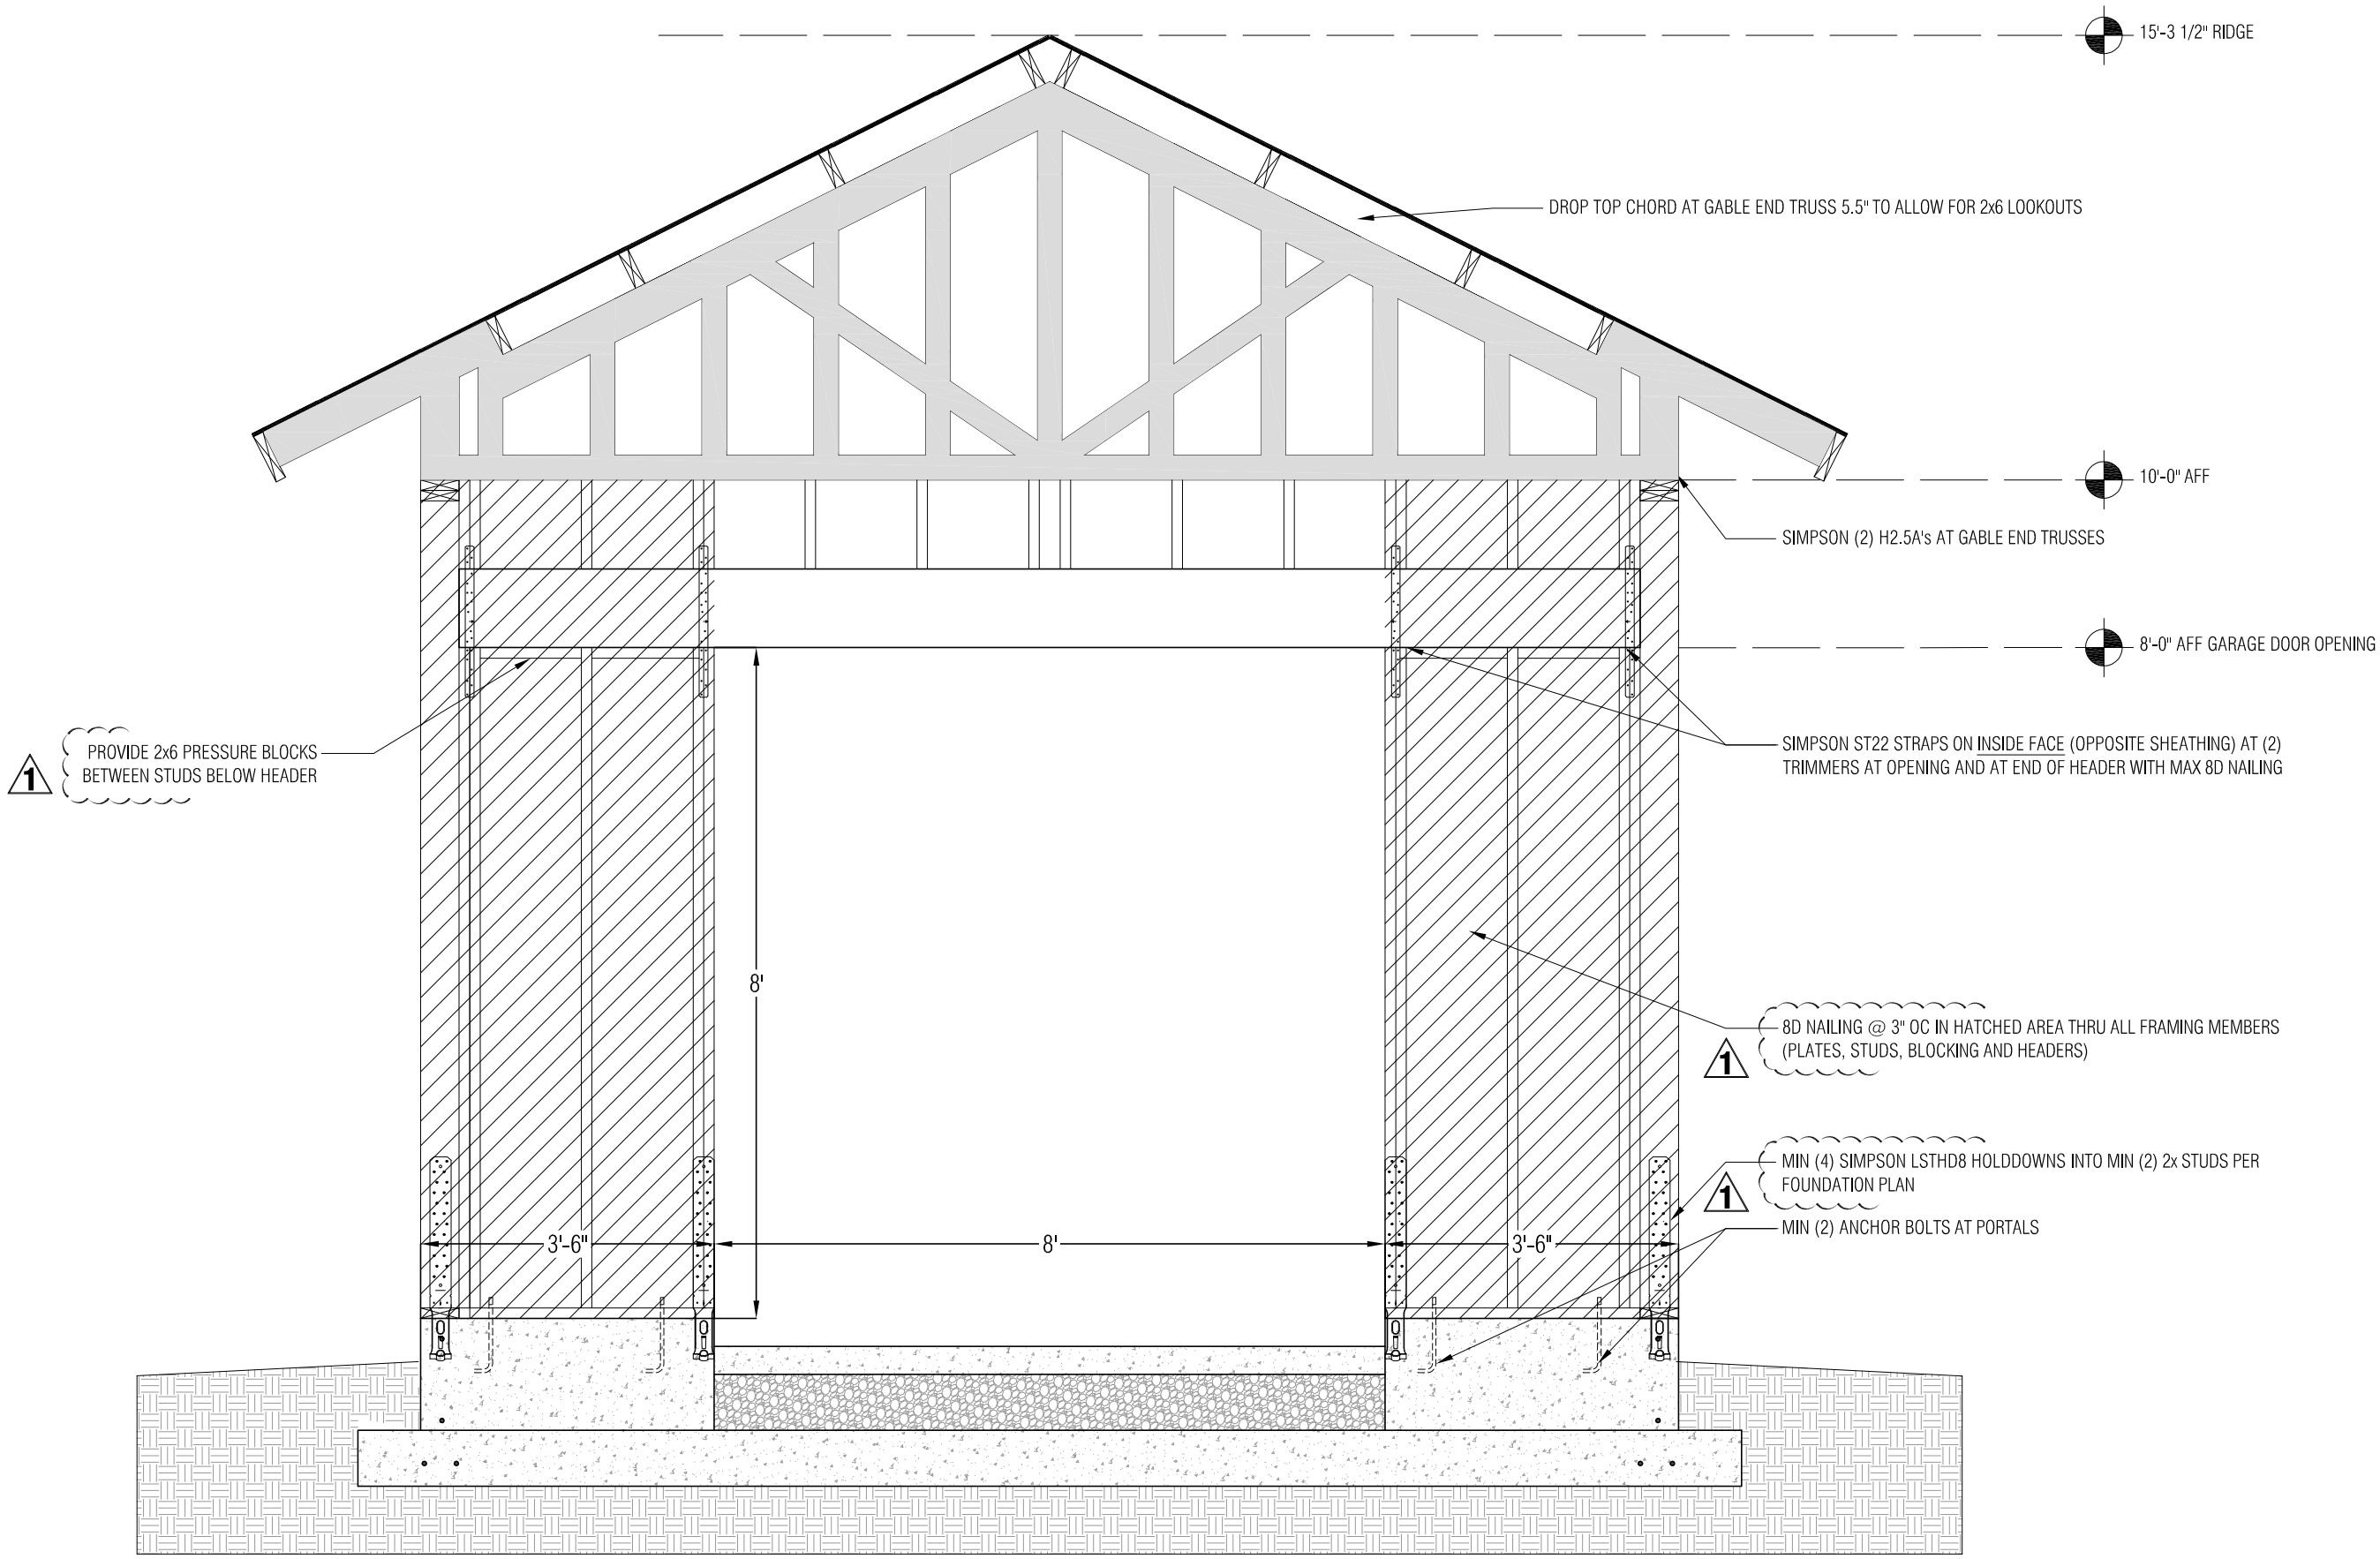 15'-3 1/2" RIDGE
DROP TOP CHORD AT GABLE END TRUSS 5.5" TO ALLOW FOR 2x6 LOOKOUTS
10'-0" AFF
SIMPSON (2) H2.5A's AT GABLE END TRUSSES
8'-0" AFF GARAGE DOOR OPENING
1
PROVIDE 2x6 PRESSURE BLOCKS
BETWEEN STUDS BELOW HEADER
SIMPSON ST22 STRAPS ON INSIDE FACE (OPPOSITE SHEATHING) AT (2)
TRIMMERS AT OPENING AND AT END OF HEADER WITH MAX 8D NAILING
8'
8D NAILING @ 3" OC IN HATCHED AREA THRU ALL FRAMING MEMBERS
(PLATES, STUDS, BLOCKING AND HEADERS)
1
MIN (4) SIMPSON LSTHD8 HOLDDOWNS INTO MIN (2) 2x STUDS PER
FOUNDATION PLAN
1
MIN (2) ANCHOR BOLTS AT PORTALS
3'-6"
8'
3'-6"